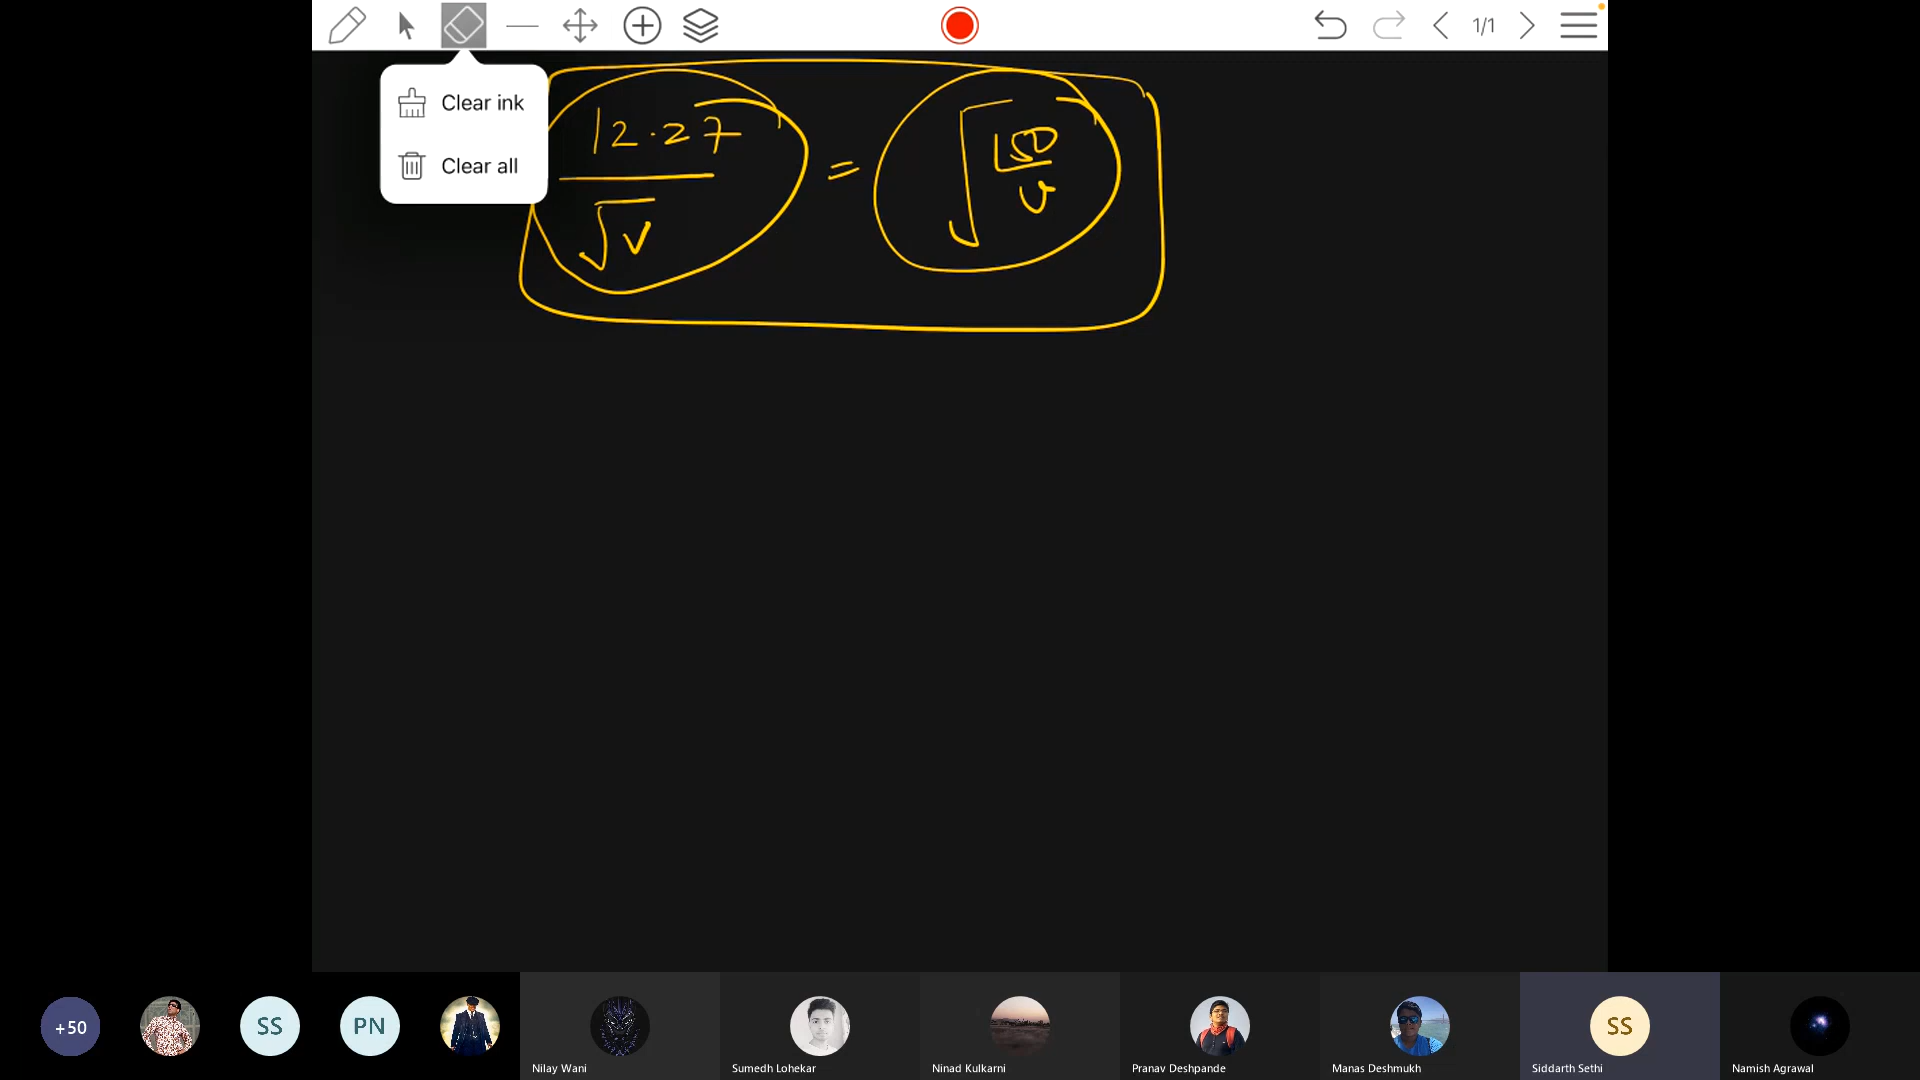 1/1
Clear ink
Clear all
12.27 / √V = √(150 / V)
+50
SS
PN
SS
Nilay Wani
Sumedh Lohekar
Ninad Kulkarni
Pranav Deshpande
Manas Deshmukh
Siddarth Sethi
Namish Agrawal